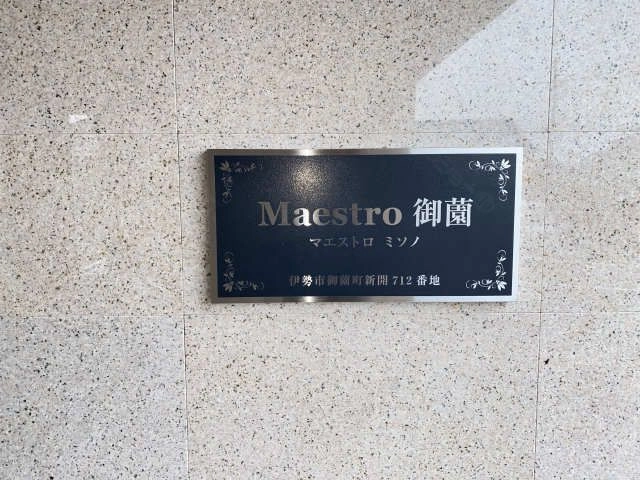 Maestro 御薗
マエストロ ミソノ
伊勢市御薗町新開712番地